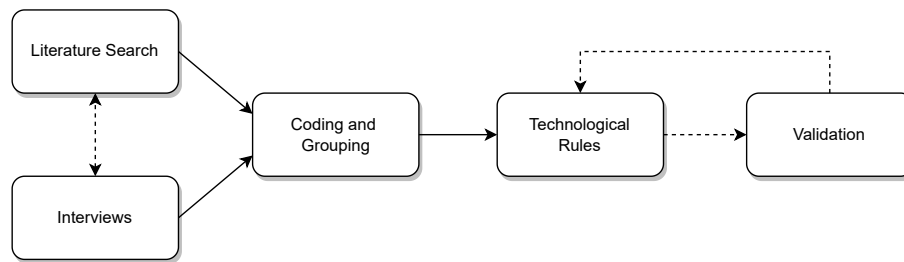 Literature Search
Interviews
Coding and
Grouping
Technological
Rules
Validation